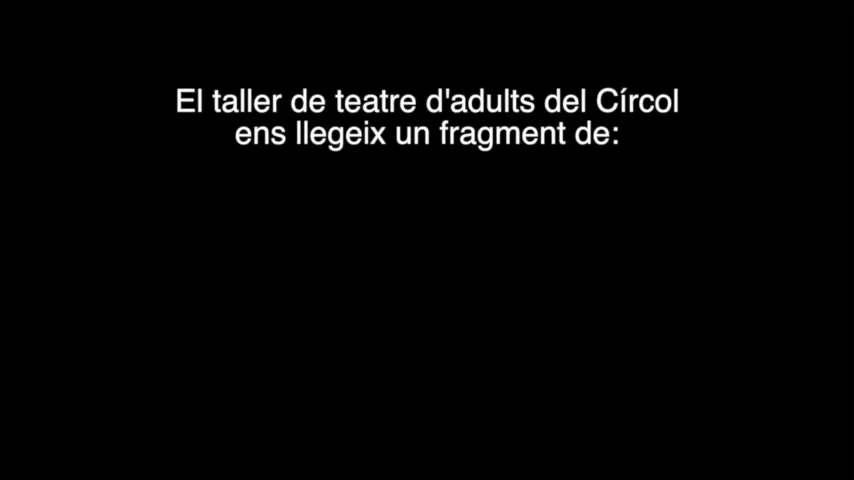 El taller de teatre d'adults del Círcol
ens llegeix un fragment de: